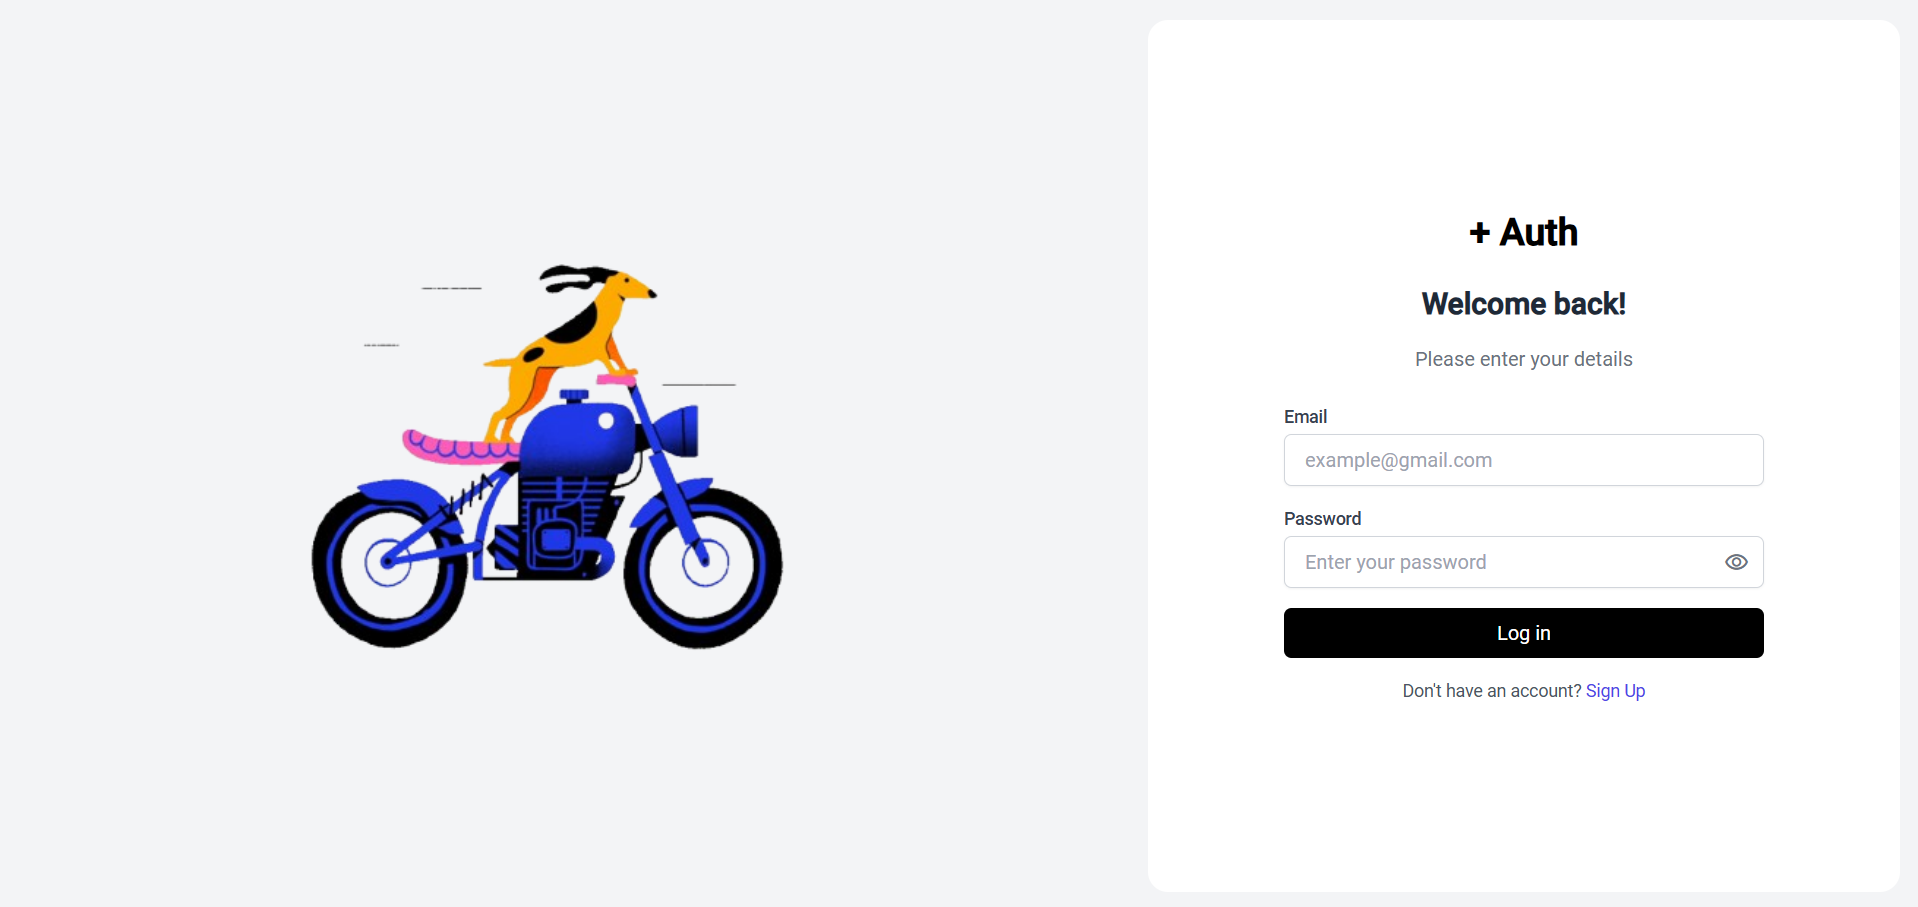 + Auth
Welcome back!
Please enter your details
Email
example@gmail.com
Password
Enter your password
Log in
Don't have an account? Sign Up